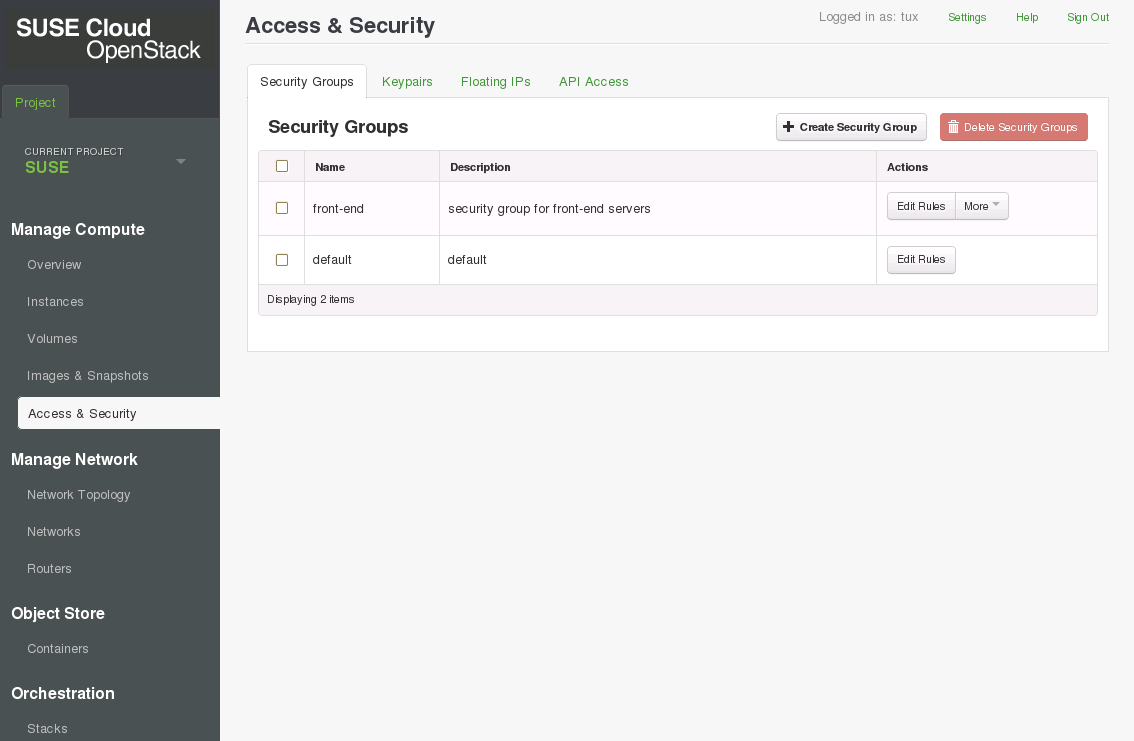 SUSE Cloud
OpenStack
Project
CURRENT PROJECT
SUSE
Manage Compute
Overview
Instances
Volumes
Images & Snapshots
Access & Security
Manage Network
Network Topology
Networks
Routers
Object Store
Containers
Orchestration
Stacks
Access & Security
Logged in as: tux Settings Help Sign Out
Security Groups Keypairs Floating IPs API Access
Security Groups
Create Security Group Delete Security Groups
Name Description Actions
front-end security group for front-end servers Edit Rules More
default default Edit Rules
Displaying 2 items